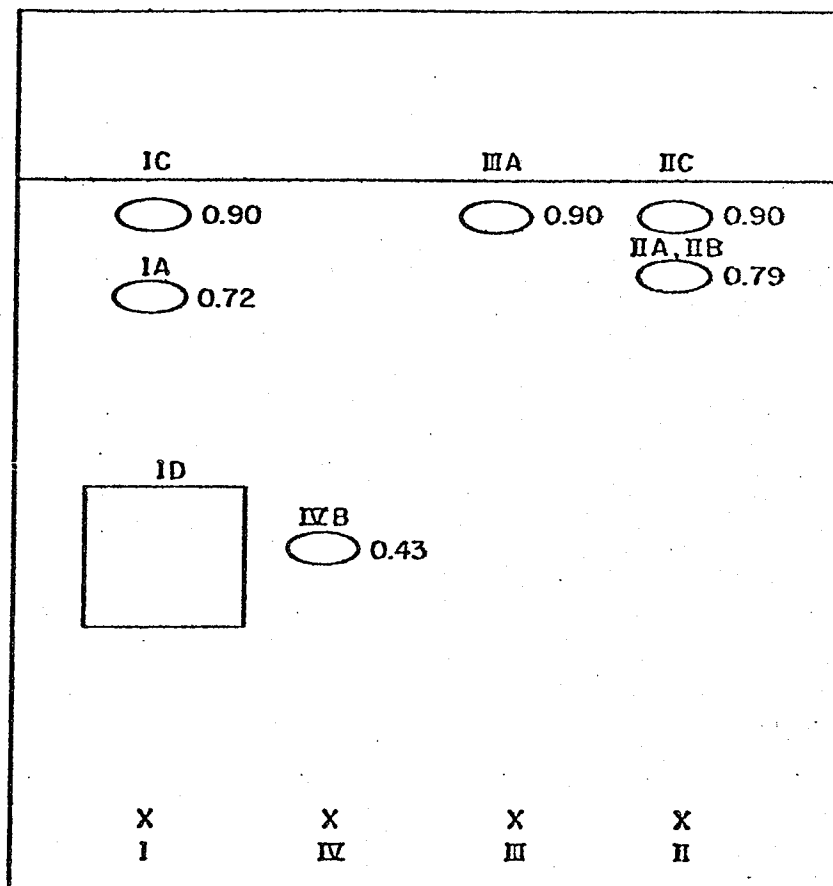 IC IIIA IIC
0.90 0.90 0.90
IA IIA, IIB
0.72 0.79
ID
IVB
0.43
X X X X
I IV III II